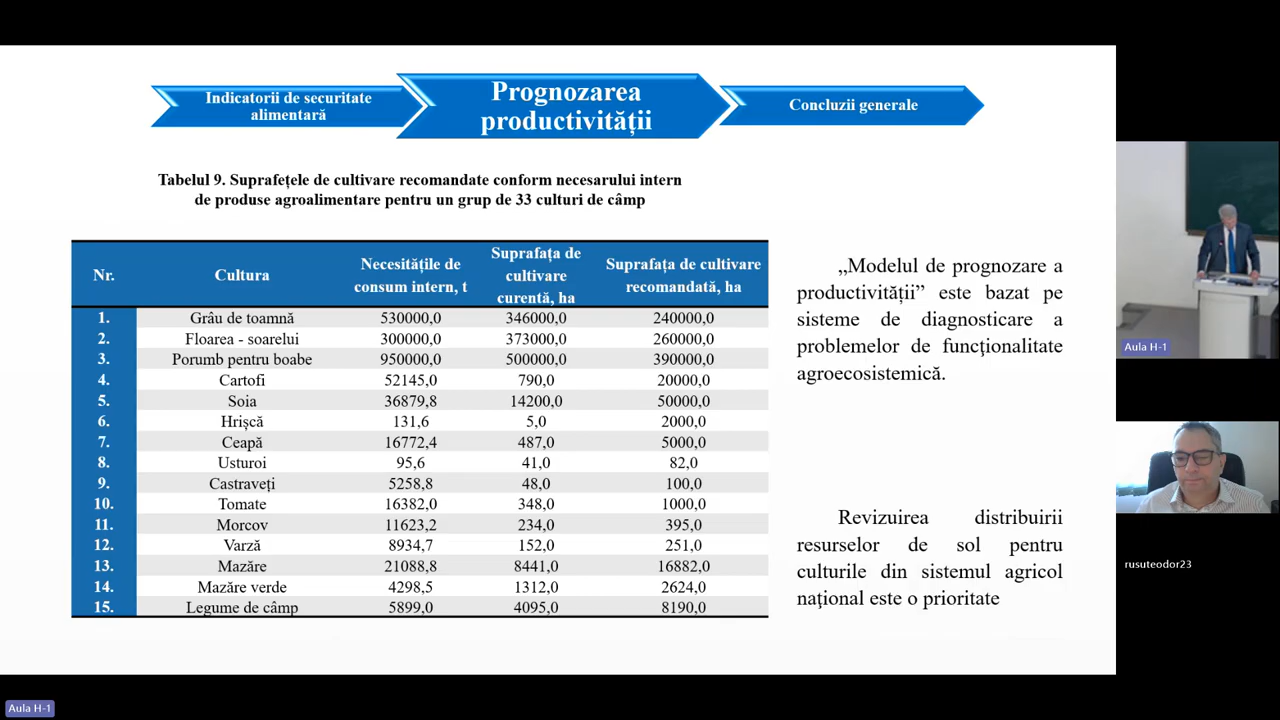 Indicatorii de securitate
alimentară
Prognozarea
productivității
Concluzii generale
Tabelul 9. Suprafețele de cultivare recomandate conform necesarului intern
de produse agroalimentare pentru un grup de 33 culturi de câmp
Nr. Cultura Necesitățile de consum intern, t Suprafața de cultivare curentă, ha Suprafața de cultivare recomandată, ha
1. Grâu de toamnă 530000,0 346000,0 240000,0
2. Floarea - soarelui 300000,0 373000,0 260000,0
3. Porumb pentru boabe 950000,0 500000,0 390000,0
4. Cartofi 52145,0 790,0 20000,0
5. Soia 36879,8 14200,0 50000,0
6. Hrișcă 131,6 5,0 2000,0
7. Ceapă 16772,4 487,0 5000,0
8. Usturoi 95,6 41,0 82,0
9. Castraveți 5258,8 48,0 100,0
10. Tomate 16382,0 348,0 1000,0
11. Morcov 11623,2 234,0 395,0
12. Varză 8934,7 152,0 251,0
13. Mazăre 21088,8 8441,0 16882,0
14. Mazăre verde 4298,5 1312,0 2624,0
15. Legume de câmp 5899,0 4095,0 8190,0
„Modelul de prognozare a
productivității” este bazat pe
sisteme de diagnosticare a
problemelor de funcţionalitate
agroecosistemică.
Revizuirea distribuirii
resurselor de sol pentru
culturile din sistemul agricol
naţional este o prioritate
Aula H-1
rusuteodor23
Aula H-1